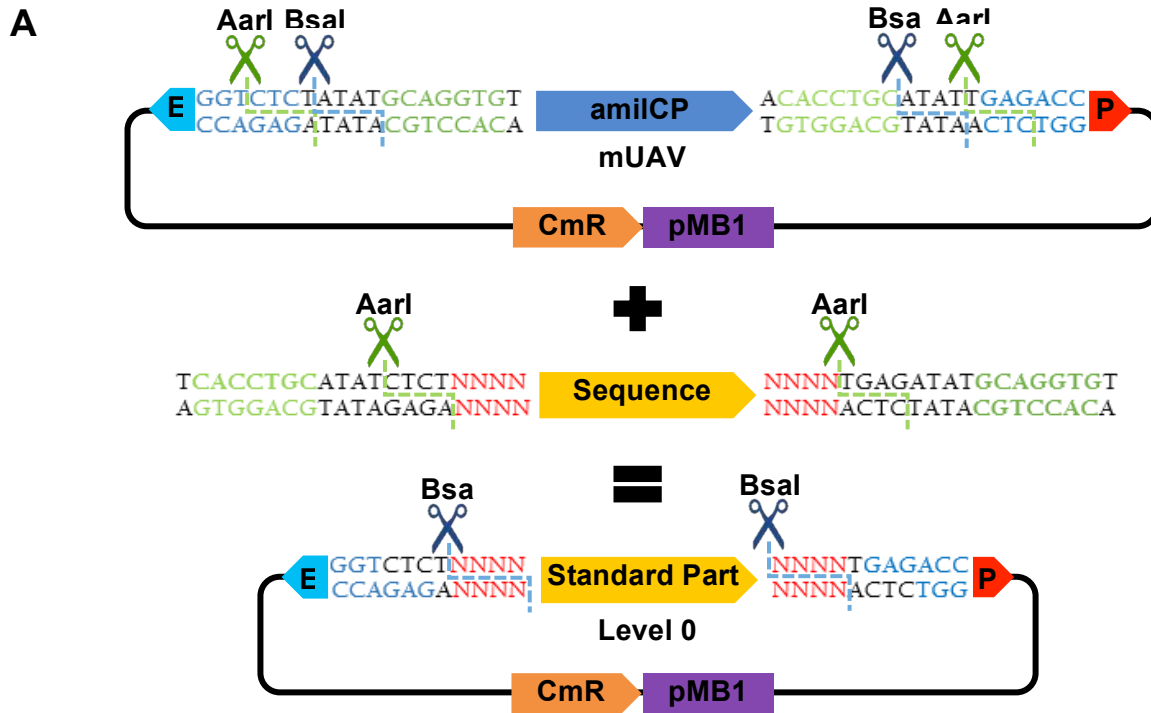 A
AarI BsaI Bsa AarI
E GGTCTCTATATGCAGGTGT amilCP ACACCTGCATATTGAGACC P
CCAGAGATATACGTCCACA TGTGGACGTATAACTCTGG
mUAV
CmR pMB1
AarI AarI
TCACCTGCATATCTCTNNNN Sequence NNNNTGAGATATGCAGGTGT
AGTGGACGTATAGAGANNNN NNNNACTCTATACGTCCACA
Bsa BsaI
E GGTCTCTNNNN Standard Part NNNNTGAGACC P
CCAGAGANNNN NNNNACTCTGG
Level 0
CmR pMB1